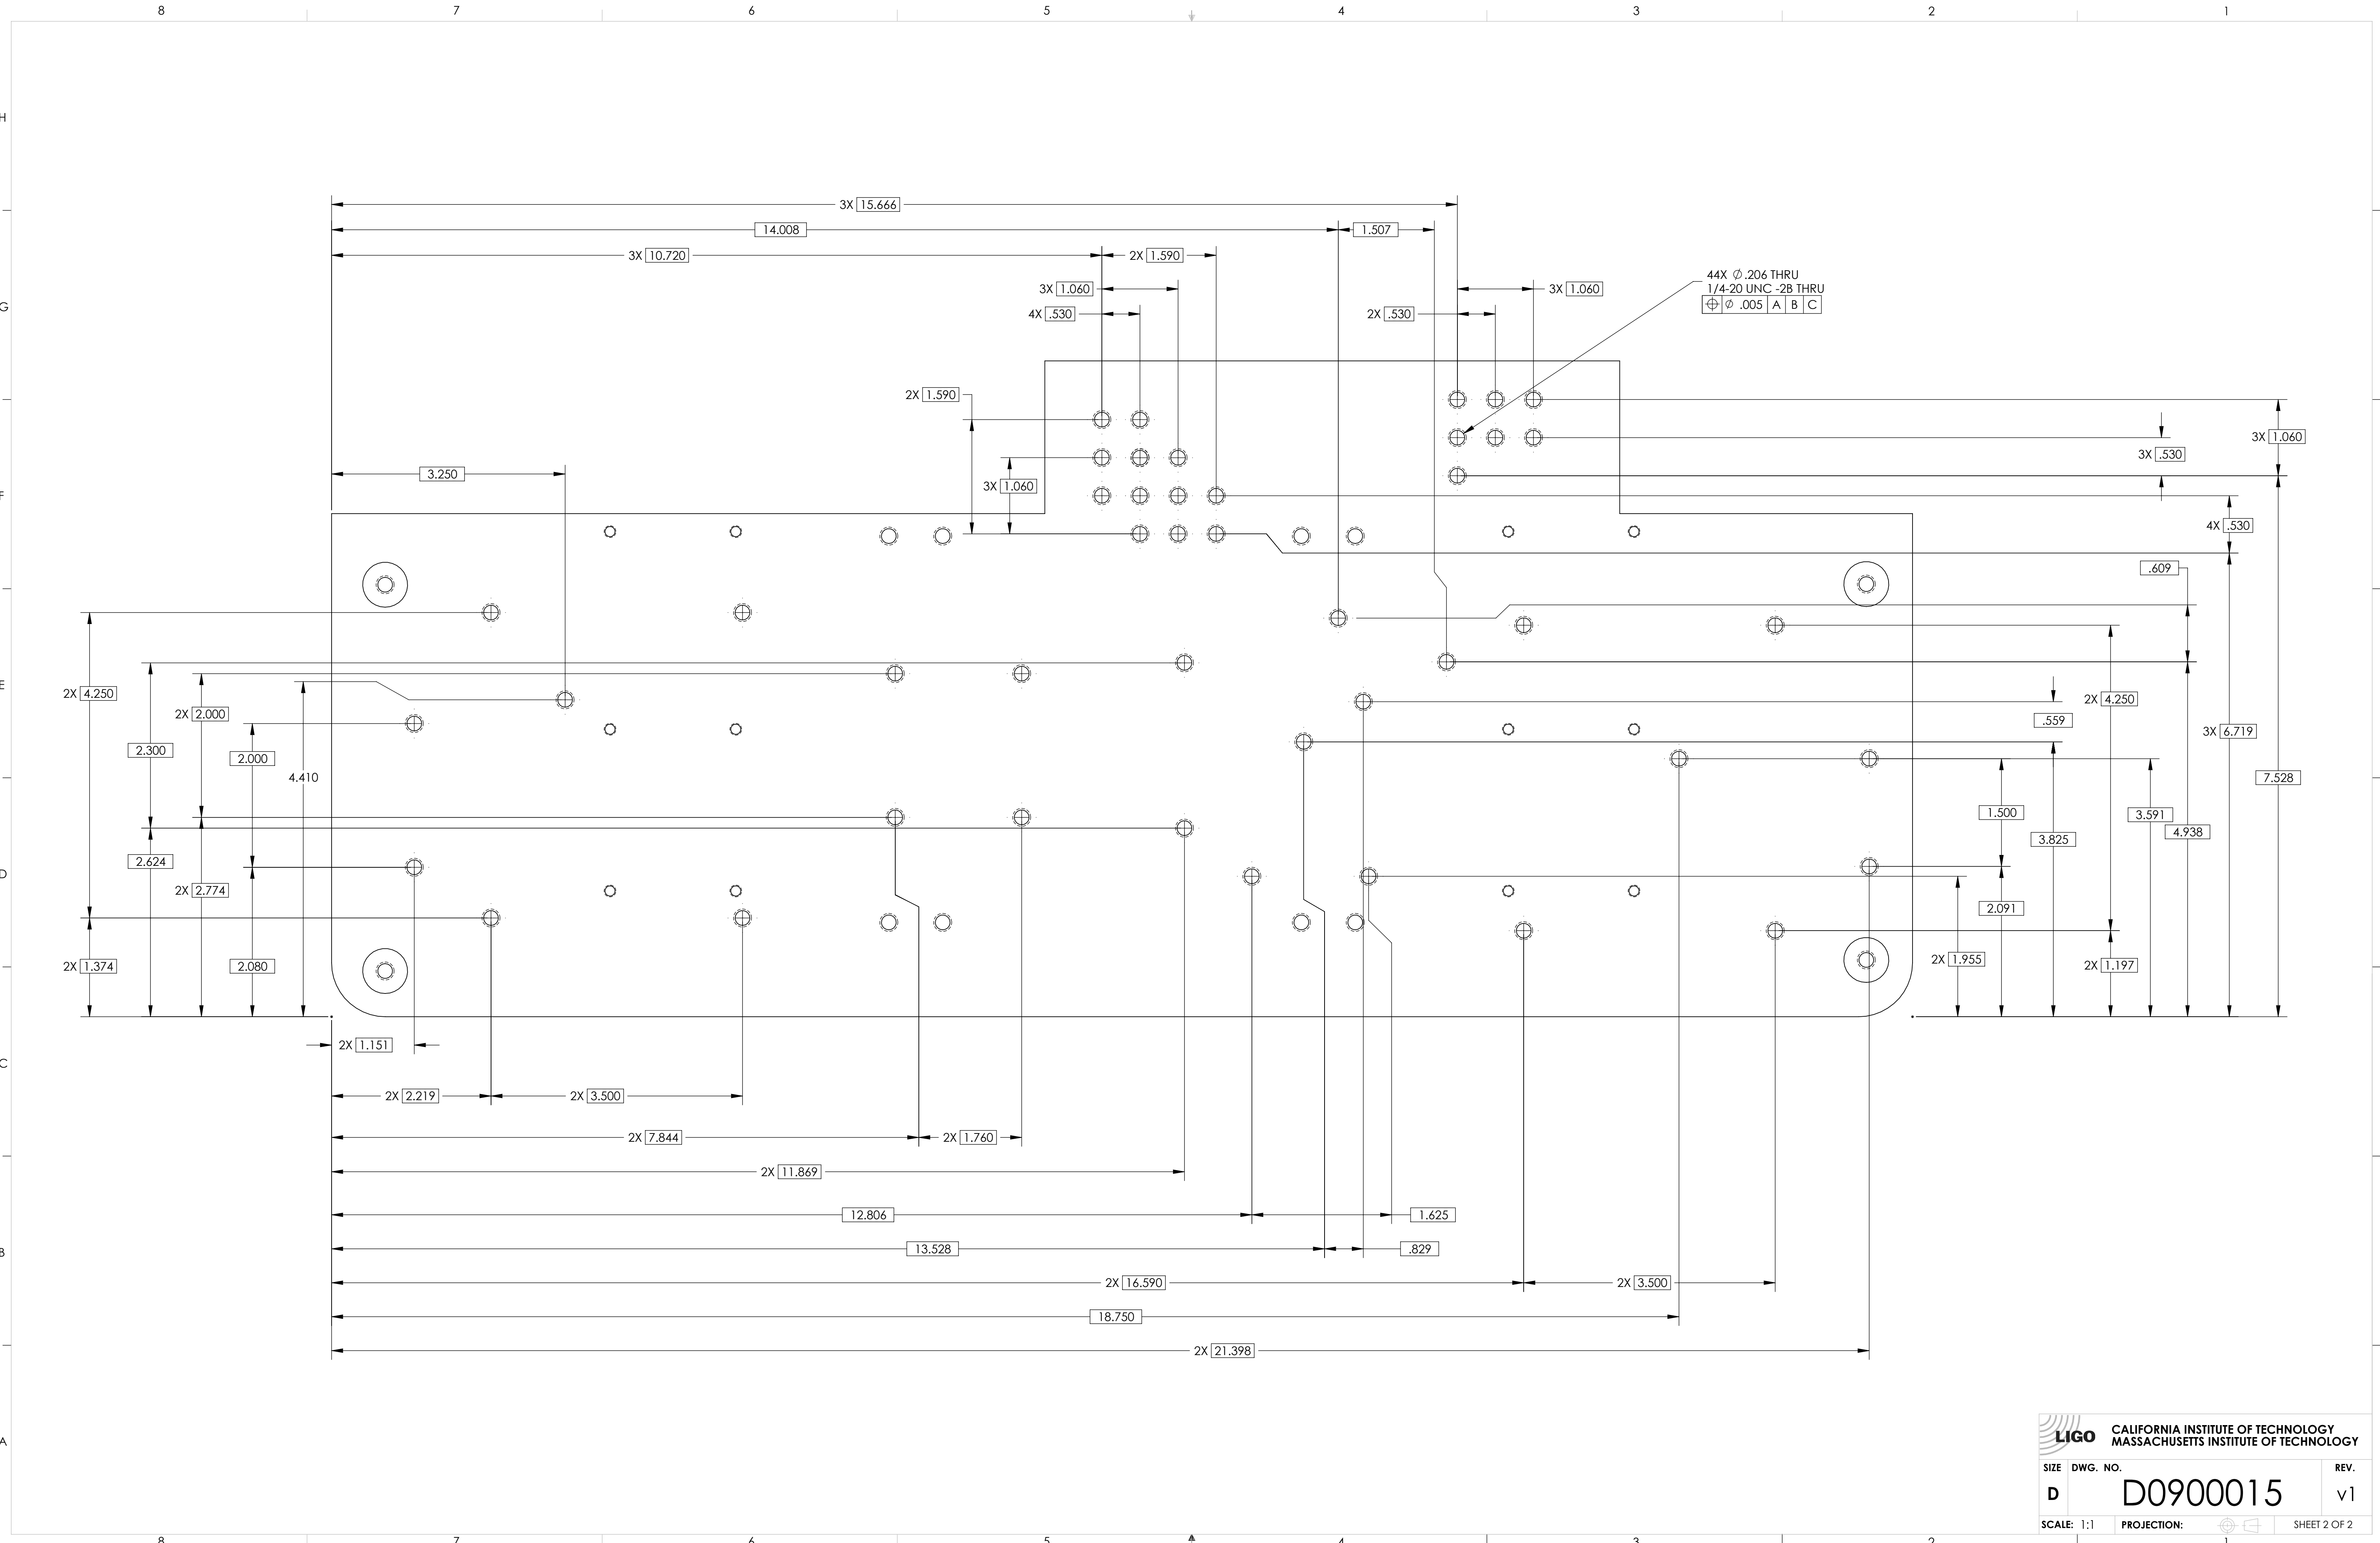 8 7 6 5 4 3 2 1
H
3X 15.666
14.008 1.507
3X 10.720 2X 1.590
44X ∅.206 THRU
1/4-20 UNC -2B THRU
∅ .005 A B C
3X 1.060 3X 1.060
G
4X .530 2X .530
2X 1.590
3X 1.060
3X .530
3.250
3X 1.060
F
4X .530
.609
E
2X 4.250
2X 4.250
2X 2.000
.559
3X 6.719
2.300
2.000
4.410
7.528
1.500
3.591
4.938
3.825
2.624
D
2X 2.774
2.091
2X 1.955
2X 1.374
2.080
2X 1.197
2X 1.151
C
2X 2.219 2X 3.500
2X 7.844 2X 1.760
2X 11.869
12.806 1.625
B
13.528 .829
2X 16.590 2X 3.500
18.750
2X 21.398
A
LIGO
CALIFORNIA INSTITUTE OF TECHNOLOGY
MASSACHUSETTS INSTITUTE OF TECHNOLOGY
SIZE DWG. NO. REV.
D D0900015 v1
SCALE: 1:1 PROJECTION: SHEET 2 OF 2
8 7 6 5 4 3 2 1